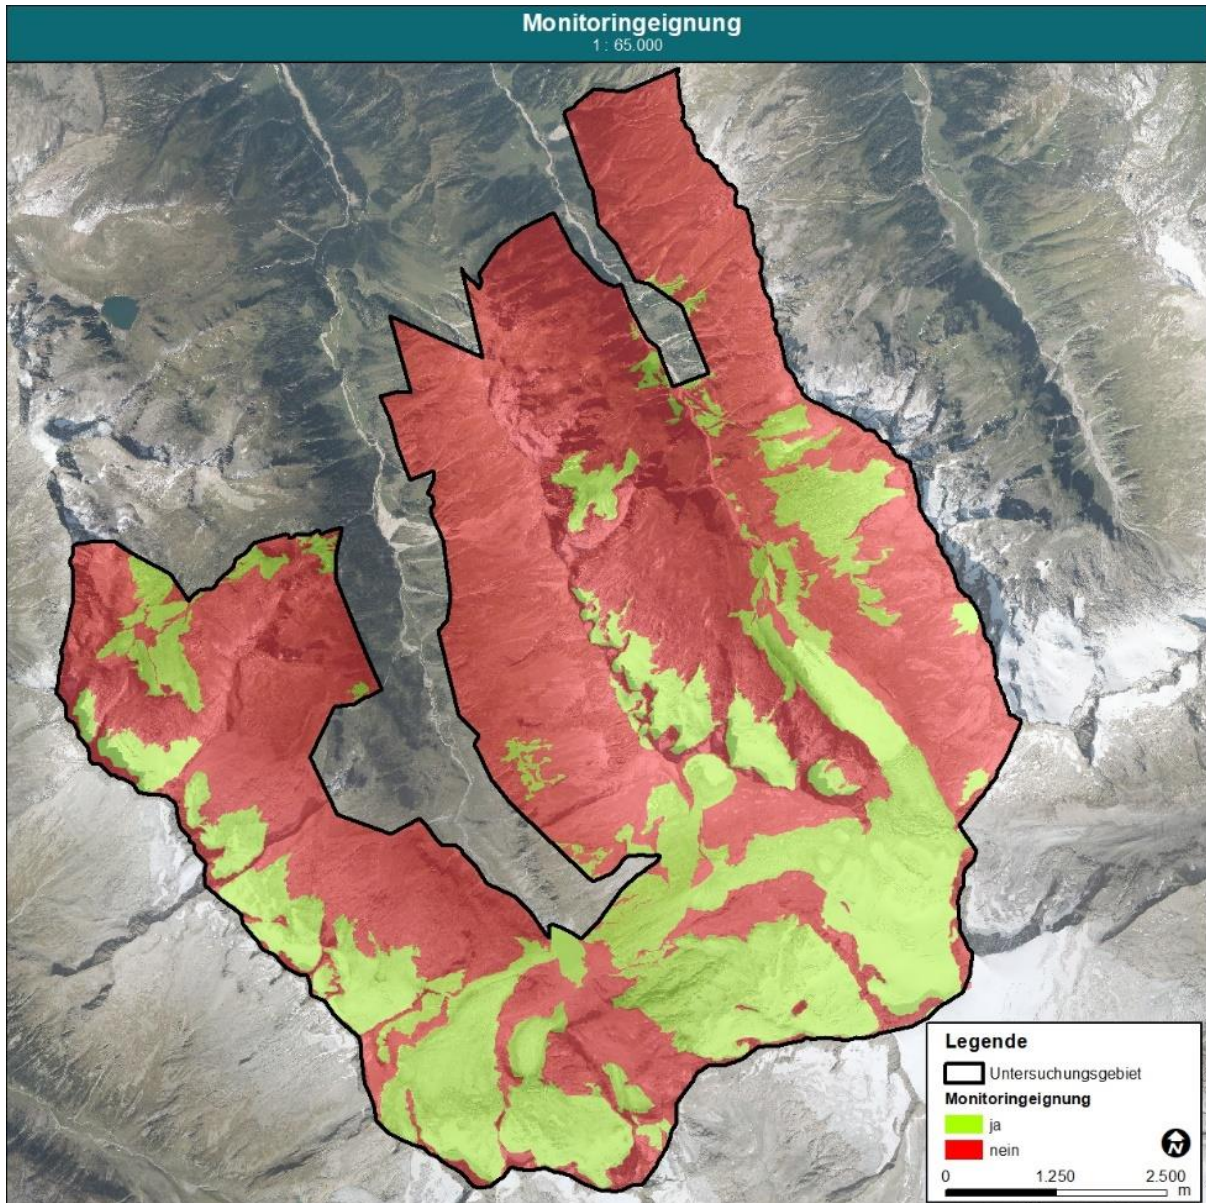 Monitoringeignung
1 : 65.000
Legende
Untersuchungsgebiet
Monitoringeignung
ja
nein
N
0 1.250 2.500
m